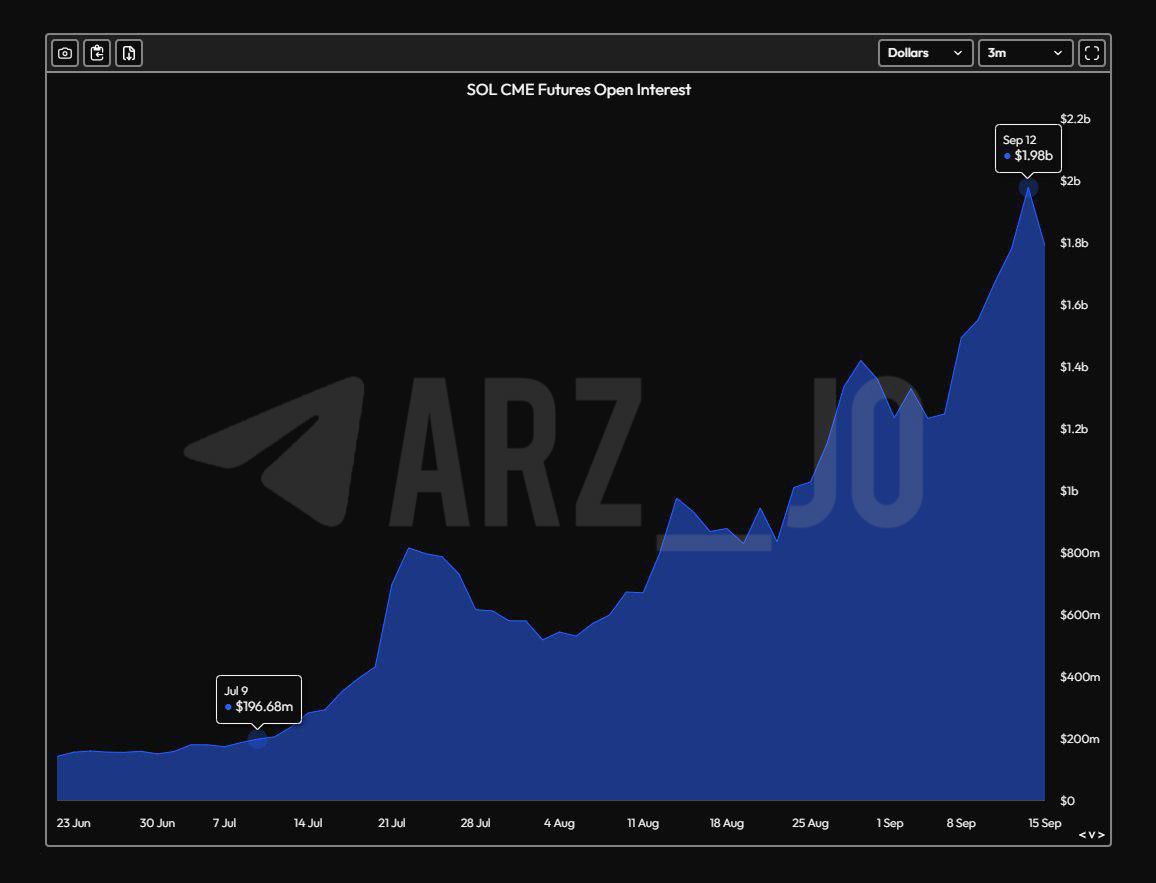 Dollars
3m
SOL CME Futures Open Interest
$2.2b
Sep 12
$1.98b
$2b
$1.8b
$1.6b
$1.4b
$1.2b
$1b
$800m
$600m
$400m
$200m
$0
ARZ__JO
Jul 9
$196.68m
23 Jun 30 Jun 7 Jul 14 Jul 21 Jul 28 Jul 4 Aug 11 Aug 18 Aug 25 Aug 1 Sep 8 Sep 15 Sep
<v>